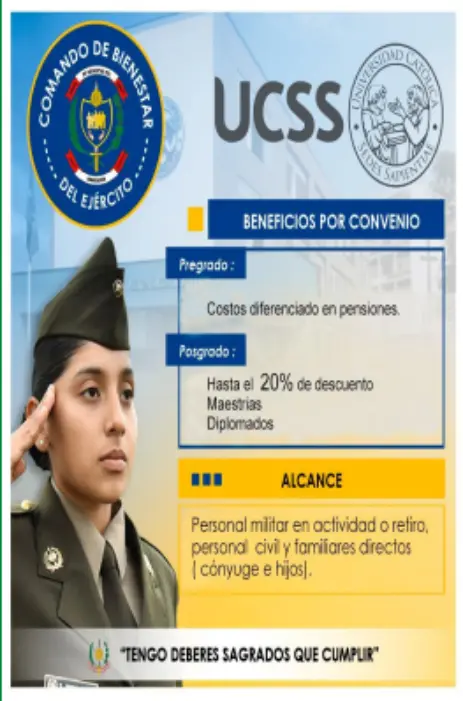 COMANDO DE BIENESTAR
DEL EJÉRCITO
UCSS
UNIVERSIDAD CATÓLICA
SEDES SAPIENTIAE
BENEFICIOS POR CONVENIO
Pregrado :
Costos diferenciado en pensiones.
Posgrado :
Hasta el 20% de descuento
Maestrias
Diplomados
ALCANCE
Personal militar en actividad o retiro,
personal civil y familiares directos
( cónyuge e hijos).
“TENGO DEBERES SAGRADOS QUE CUMPLIR”